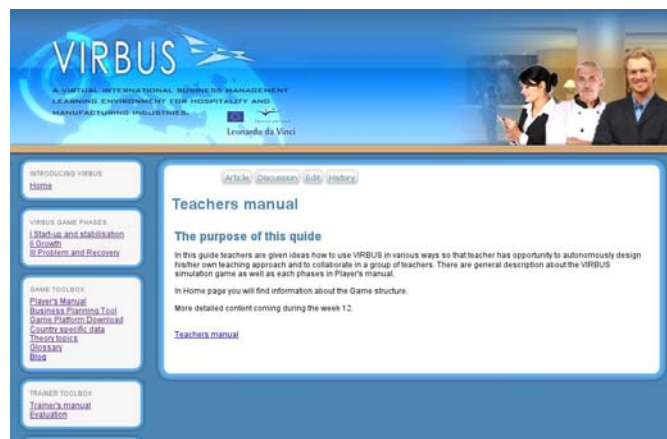 VIRBUS
A VIRTUAL INTERNATIONAL BUSINESS MANAGEMENT
LEARNING ENVIRONMENT FOR HOSPITALITY AND
MANUFACTURING INDUSTRIES.
Leonardo da Vinci
INTRODUCING VIRBUS
Home
VIRBUS GAME PHASES
I Start-up and stabilisation
II Growth
III Problem and Recovery
GAME TOOLBOX
Player's Manual
Business Planning Tool
Game Platform Download
Country specific data
Theory topics
Glossary
Blog
TRAINER TOOLBOX
Trainer's manual
Evaluation
Article Discussion Edit History
Teachers manual
The purpose of this quide
In this guide teachers are given ideas how to use VIRBUS in various ways so that teacher has opportunity to autonomously design
his/her own teaching approach and to collaborate in a group of teachers. There are general description about the VIRBUS
simulation game as well as each phases in Player's manual.
In Home page you will find information about the Game structure.
More detailed content coming during the week 12.
Teachers manual